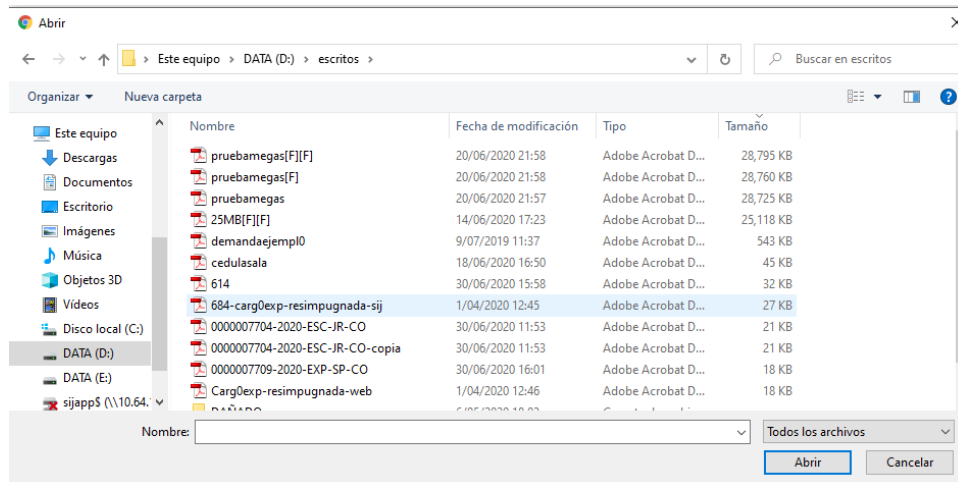 Abrir
Este equipo > DATA (D:) > escritos >
Buscar en escritos
Organizar
Nueva carpeta
?
Este equipo
Descargas
Documentos
Escritorio
Imágenes
Música
Objetos 3D
Vídeos
Disco local (C:)
DATA (D:)
DATA (E:)
sijapp$ (\\10.64.
Nombre Fecha de modificación Tipo Tamaño
pruebamegas[F][F] 20/06/2020 21:58 Adobe Acrobat D... 28,795 KB
pruebamegas[F] 20/06/2020 21:58 Adobe Acrobat D... 28,760 KB
pruebamegas 20/06/2020 21:57 Adobe Acrobat D... 28,725 KB
25MB[F][F] 14/06/2020 17:23 Adobe Acrobat D... 25,118 KB
demandaejempl0 9/07/2019 11:37 Adobe Acrobat D... 543 KB
cedulasala 18/06/2020 16:50 Adobe Acrobat D... 45 KB
614 30/06/2020 15:58 Adobe Acrobat D... 32 KB
684-carg0exp-resimpugnada-sij 1/04/2020 12:45 Adobe Acrobat D... 27 KB
0000007704-2020-ESC-JR-CO 30/06/2020 11:53 Adobe Acrobat D... 21 KB
0000007704-2020-ESC-JR-CO-copia 30/06/2020 11:53 Adobe Acrobat D... 21 KB
0000007709-2020-EXP-SP-CO 30/06/2020 16:01 Adobe Acrobat D... 18 KB
Carg0exp-resimpugnada-web 1/04/2020 12:46 Adobe Acrobat D... 18 KB
Nombre:
Todos los archivos
Abrir
Cancelar